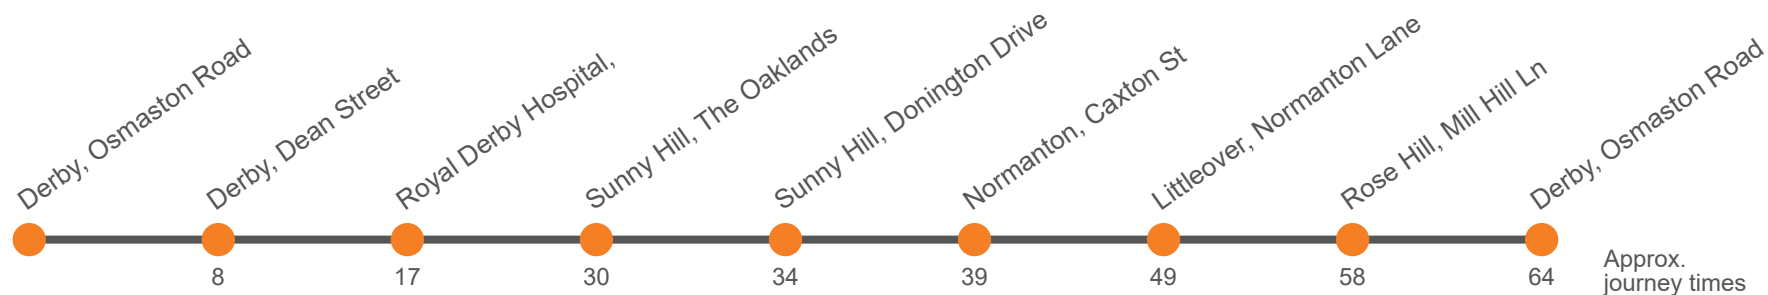 Derby, Osmaston Road
Derby, Dean Street
Royal Derby Hospital,
Sunny Hill, The Oaklands
Sunny Hill, Donington Drive
Normanton, Caxton St
Littleover, Normanton Lane
Rose Hill, Mill Hill Ln
Derby, Osmaston Road
8 17 30 34 39 49 58 64
Approx.
journey times